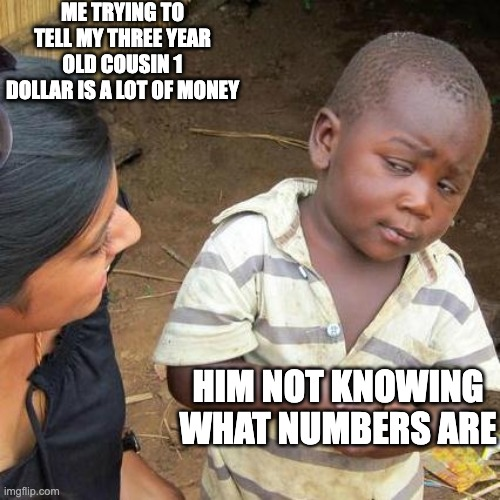 ME TRYING TO
TELL MY THREE YEAR
OLD COUSIN 1
DOLLAR IS A LOT OF MONEY
HIM NOT KNOWING
WHAT NUMBERS ARE
imgflip.com